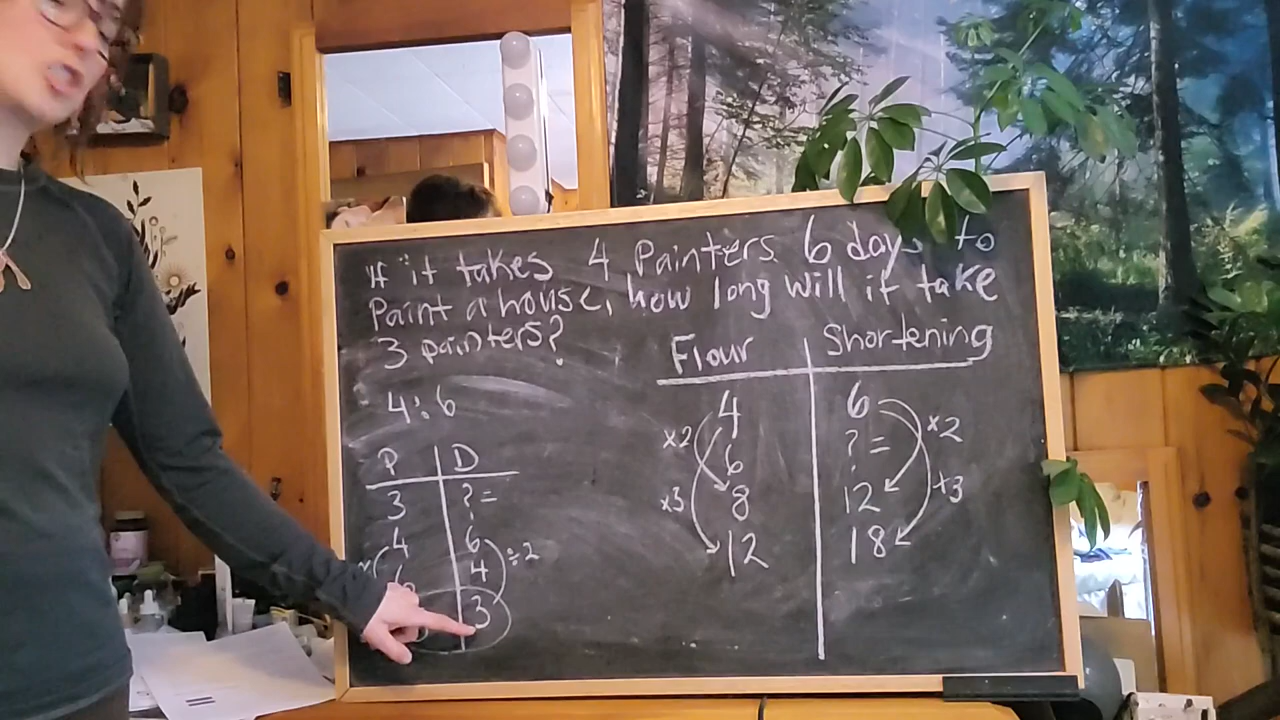 If it takes 4 Painters 6 days to
Paint a house, how long will it take
3 painters?
4:6
P D
3 ?=
4 6
6 4
3
÷2
Flour Shortening
4 6
6 ?=
8 12
12 18
x2
x3
x2
x3